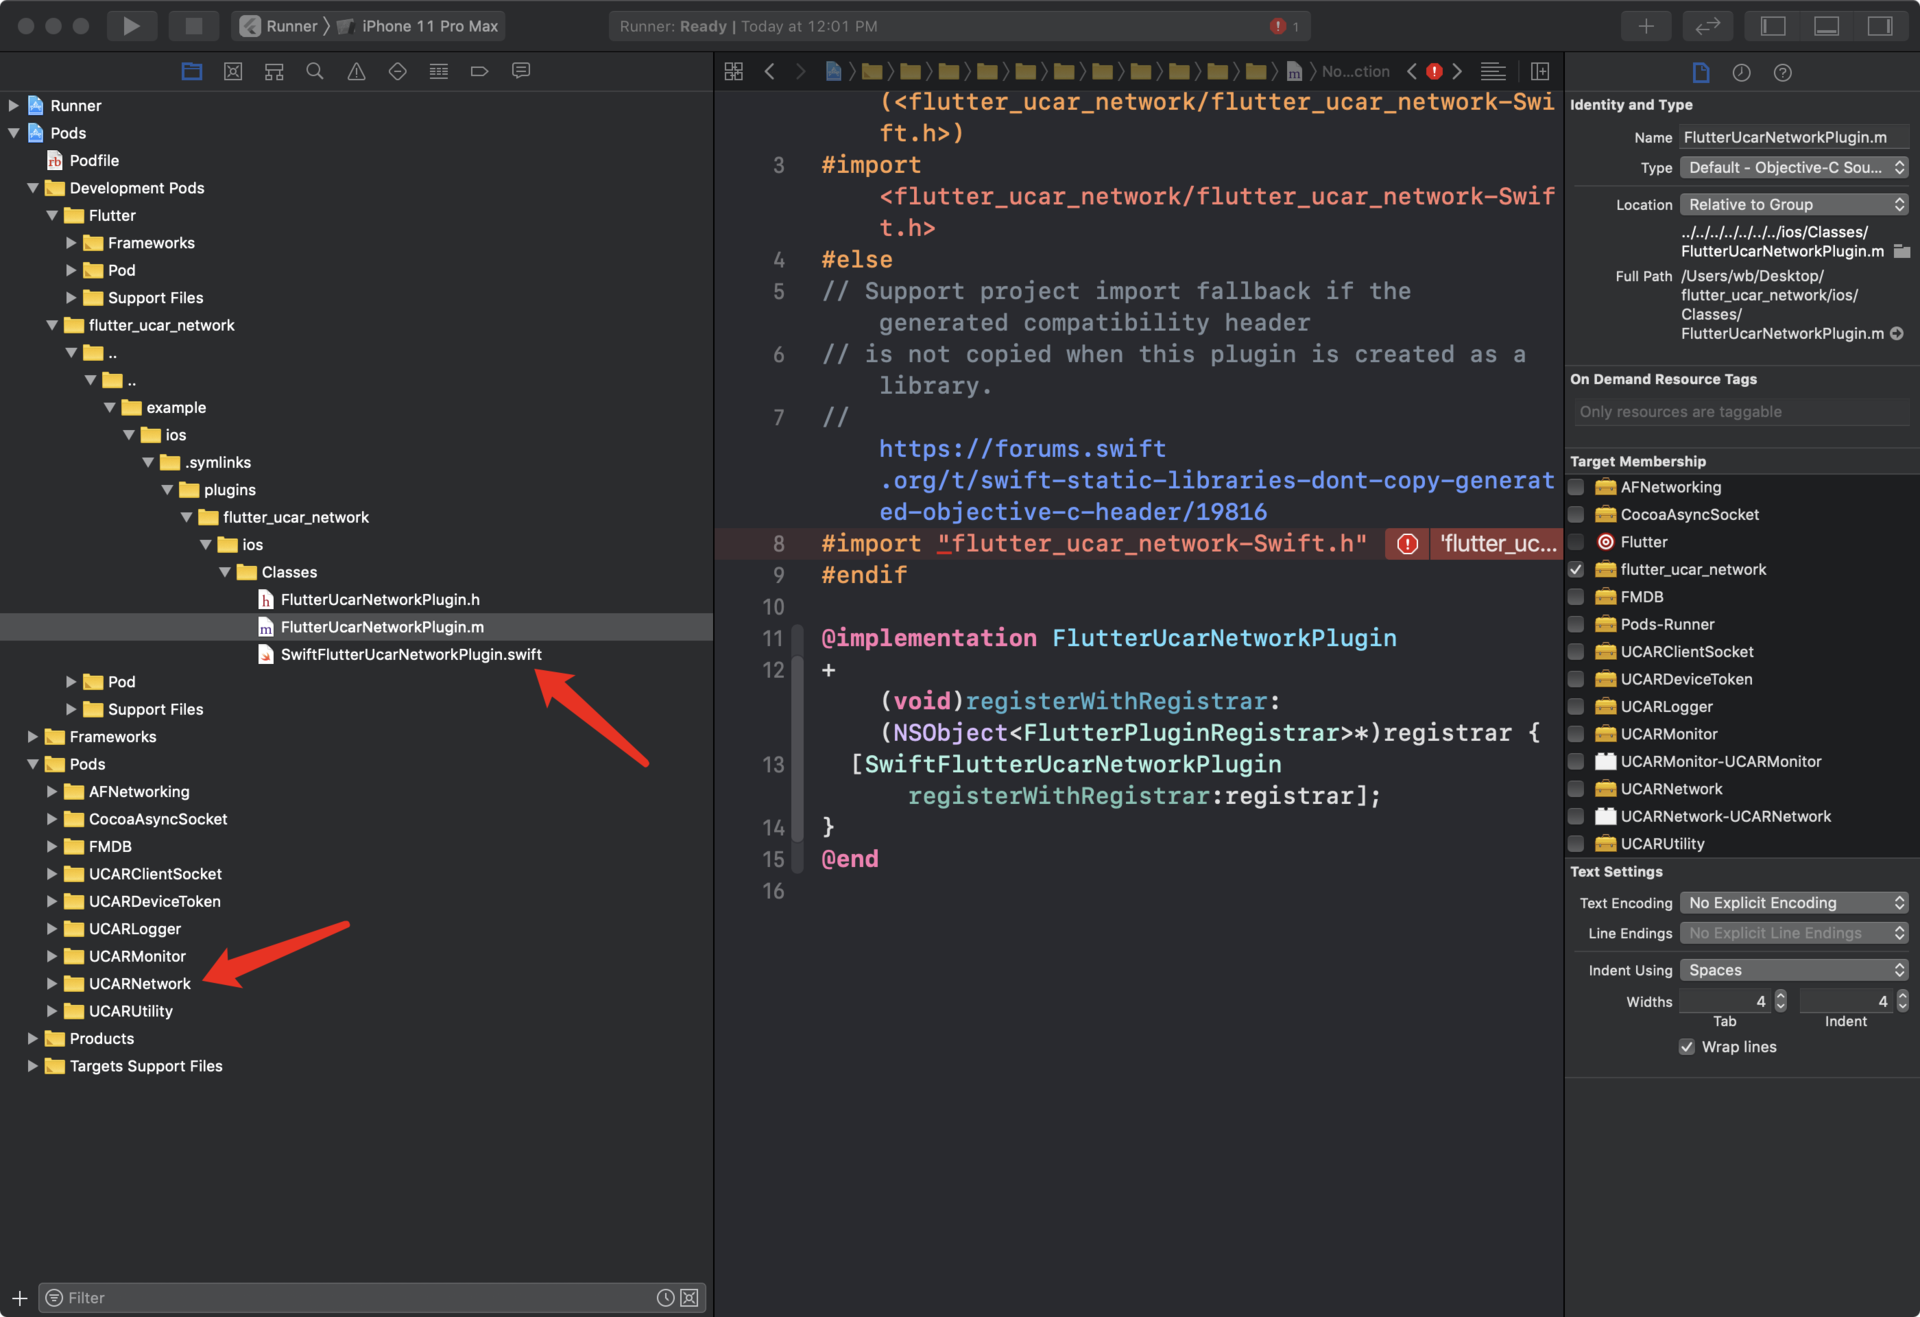 Runner 〉 iPhone 11 Pro Max
Runner: Ready | Today at 12:01 PM
1
No...ction
Runner
Pods
Podfile
Development Pods
Flutter
Frameworks
Pod
Support Files
flutter_ucar_network
..
..
example
ios
.symlinks
plugins
flutter_ucar_network
ios
Classes
FlutterUcarNetworkPlugin.h
FlutterUcarNetworkPlugin.m
SwiftFlutterUcarNetworkPlugin.swift
Pod
Support Files
Frameworks
Pods
AFNetworking
CocoaAsyncSocket
FMDB
UCARClientSocket
UCARDeviceToken
UCARLogger
UCARMonitor
UCARNetwork
UCARUtility
Products
Targets Support Files
Filter
(<flutter_ucar_network/flutter_ucar_network-Swi
ft.h>)
3 #import
<flutter_ucar_network/flutter_ucar_network-Swif
t.h>
4 #else
5 // Support project import fallback if the
generated compatibility header
6 // is not copied when this plugin is created as a
library.
7 //
https://forums.swift
.org/t/swift-static-libraries-dont-copy-generat
ed-objective-c-header/19816
8 #import "flutter_ucar_network-Swift.h" 'flutter_uc...
9 #endif
10
11 @implementation FlutterUcarNetworkPlugin
12 +
(void)registerWithRegistrar:
(NSObject<FlutterPluginRegistrar>*)registrar {
13 [SwiftFlutterUcarNetworkPlugin
registerWithRegistrar:registrar];
14 }
15 @end
16
Identity and Type
Name FlutterUcarNetworkPlugin.m
Type Default - Objective-C Sou...
Location Relative to Group
../../../../../../../ios/Classes/
FlutterUcarNetworkPlugin.m
Full Path /Users/wb/Desktop/
flutter_ucar_network/ios/
Classes/
FlutterUcarNetworkPlugin.m
On Demand Resource Tags
Only resources are taggable
Target Membership
AFNetworking
CocoaAsyncSocket
Flutter
flutter_ucar_network
FMDB
Pods-Runner
UCARClientSocket
UCARDeviceToken
UCARLogger
UCARMonitor
UCARMonitor-UCARMonitor
UCARNetwork
UCARNetwork-UCARNetwork
UCARUtility
Text Settings
Text Encoding No Explicit Encoding
Line Endings No Explicit Line Endings
Indent Using Spaces
Widths 4 4
Tab Indent
Wrap lines